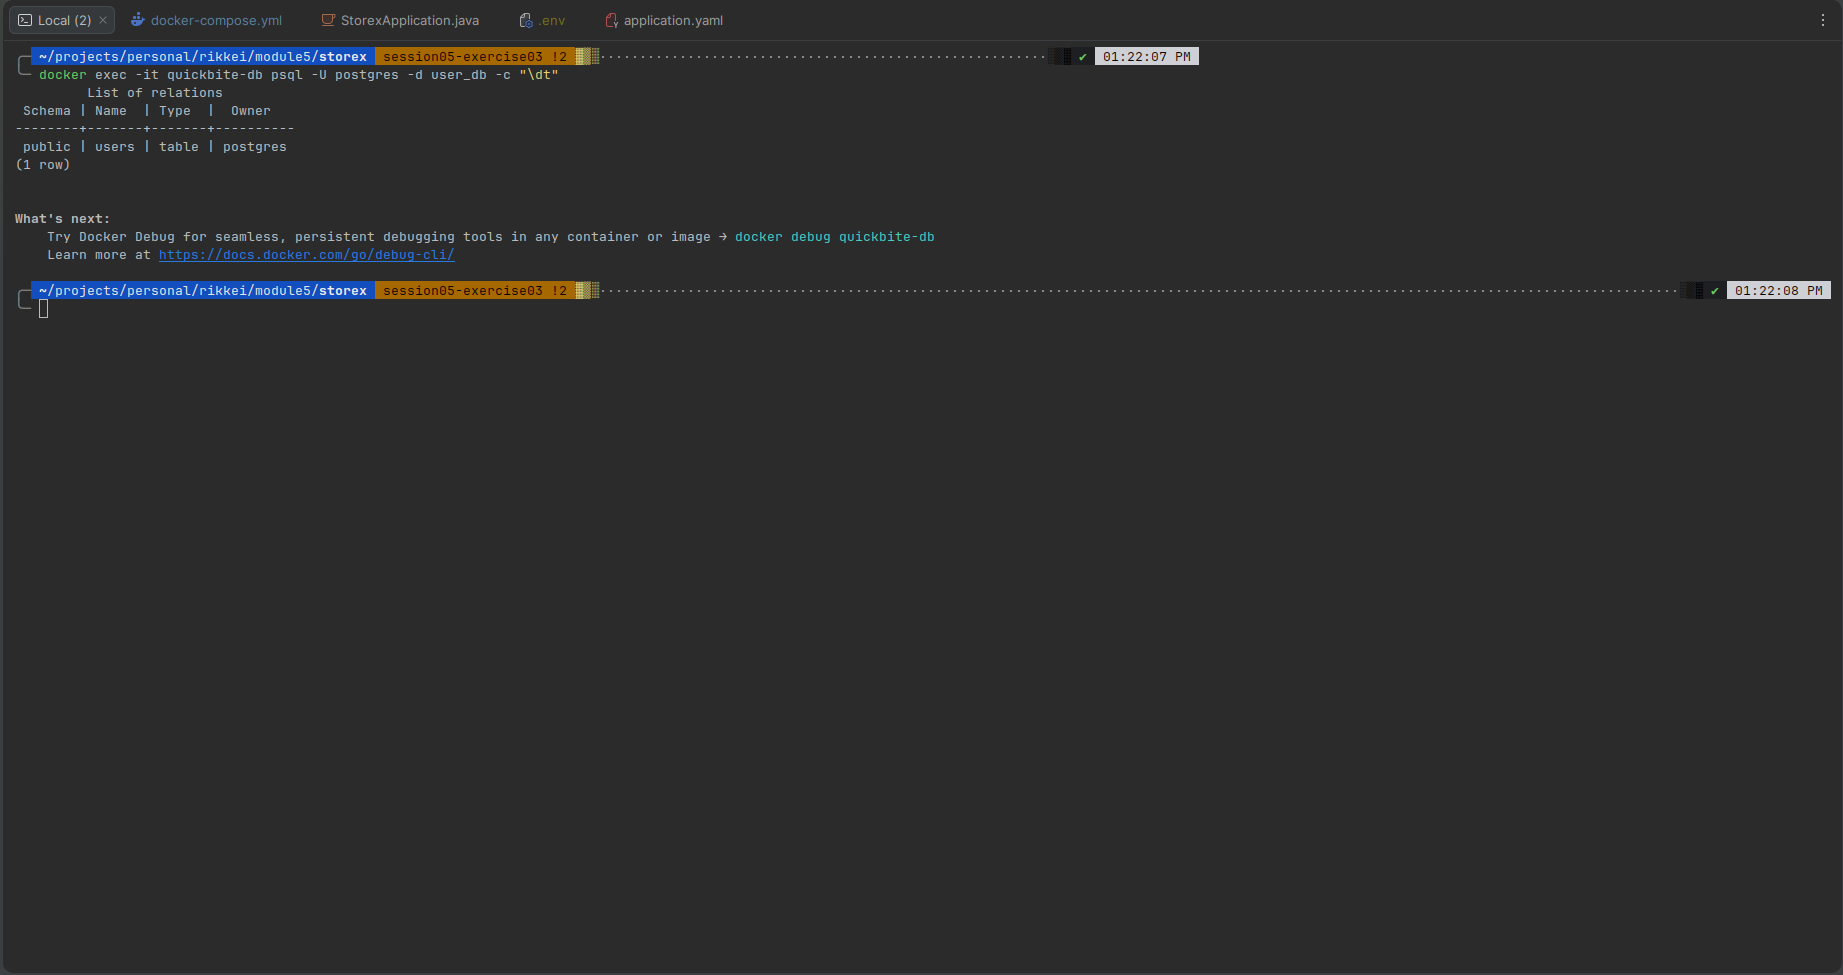 Local (2) × docker-compose.yml StorexApplication.java .env application.yaml
~/projects/personal/rikkei/module5/storex session05-exercise03 !2 ✔ 01:22:07 PM
docker exec -it quickbite-db psql -U postgres -d user_db -c "\dt"
List of relations
Schema | Name | Type | Owner
--------+-------+-------+----------
public | users | table | postgres
(1 row)
What's next:
Try Docker Debug for seamless, persistent debugging tools in any container or image → docker debug quickbite-db
Learn more at https://docs.docker.com/go/debug-cli/
~/projects/personal/rikkei/module5/storex session05-exercise03 !2 ✔ 01:22:08 PM